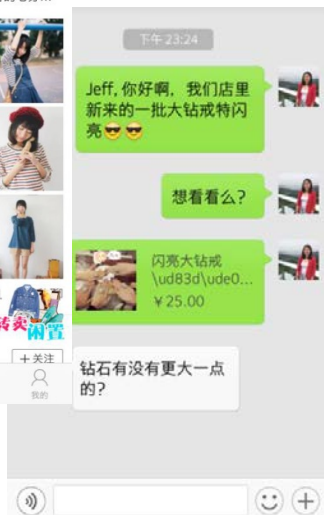 下午 23:24
Jeff, 你好啊, 我们店里
新来的一批大钻戒特闪
亮😎😎
想看看么?
闪亮大钻戒
\ud83d\ude0...
¥25.00
转卖
闲置
+关注
我的
钻石有没有更大一点
的?